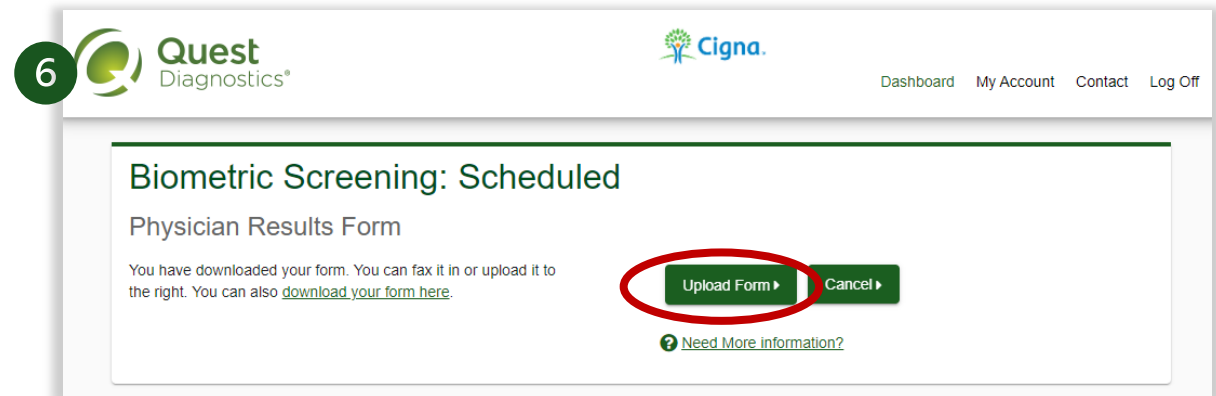 6
Quest
Diagnostics®
Cigna.
Dashboard My Account Contact Log Off
Biometric Screening: Scheduled
Physician Results Form
You have downloaded your form. You can fax it in or upload it to
the right. You can also download your form here.
Upload Form Cancel
? Need More information?